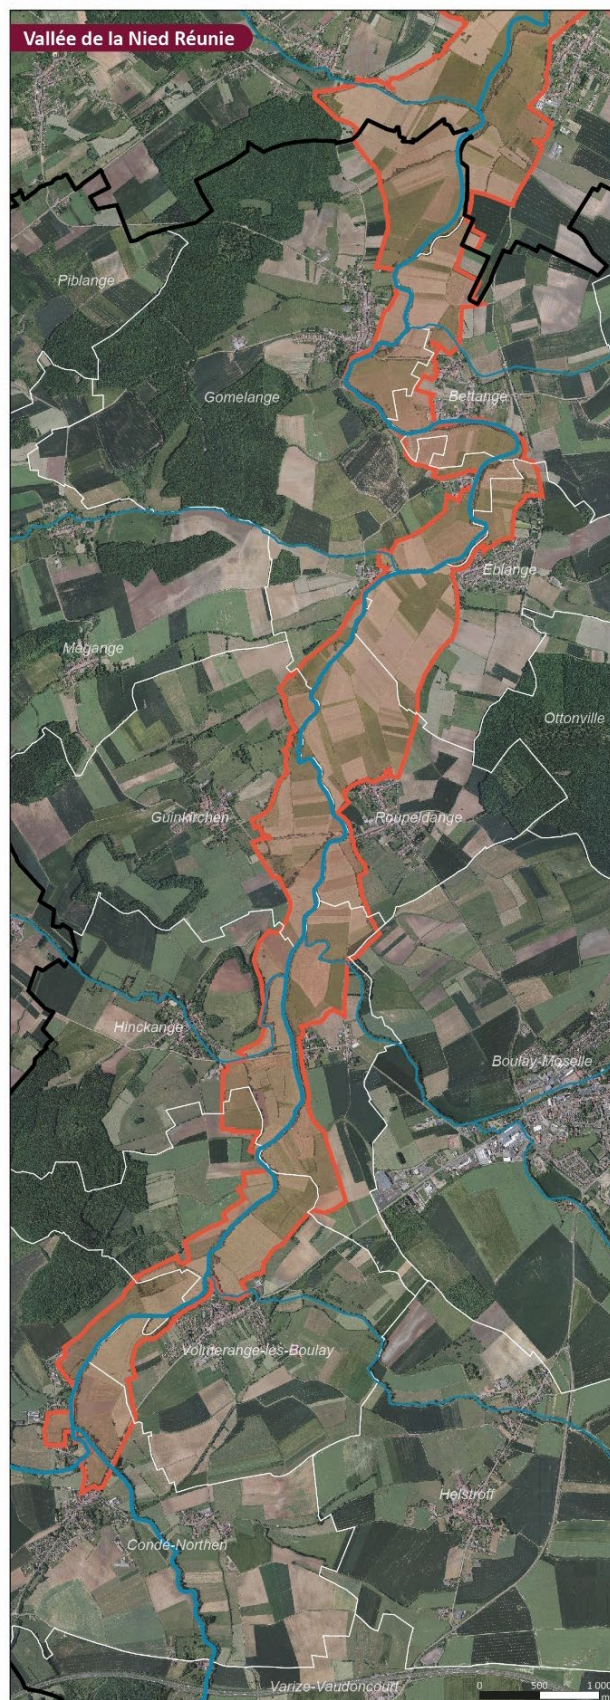 Vallée de la Nied Réunie
Piblange
Gomelange
Bettange
Éblange
Mégange
Ottonville
Guinkirchen
Roupeldange
Hinckange
Boulay-Moselle
Volmerange-lès-Boulay
Helstroff
Condé-Northen
Varize-Vaudoncourt
0 500 1 000